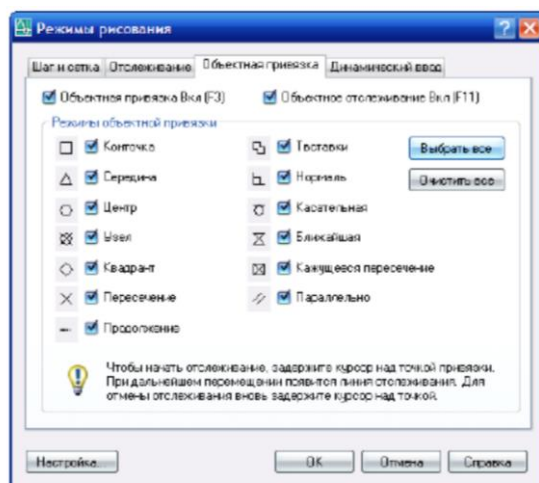 Режимы рисования
Шаг и сетка Отслеживание Объектная привязка Динамический ввод
Объектная привязка Вкл (F3) Объектное отслеживание Вкл (F11)
Режимы объектной привязки
Конточка Твставки Выбрать все
Середина Нормаль Очистить все
Центр Касательная
Узел Ближайшая
Квадрант Кажущееся пересечение
Пересечение Параллельно
Продолжение
Чтобы начать отслеживание, задержите курсор над точкой привязки.
При дальнейшем перемещении появится линия отслеживания. Для
отмены отслеживания вновь задержите курсор над точкой.
Настройка... ОК Отмена Справка